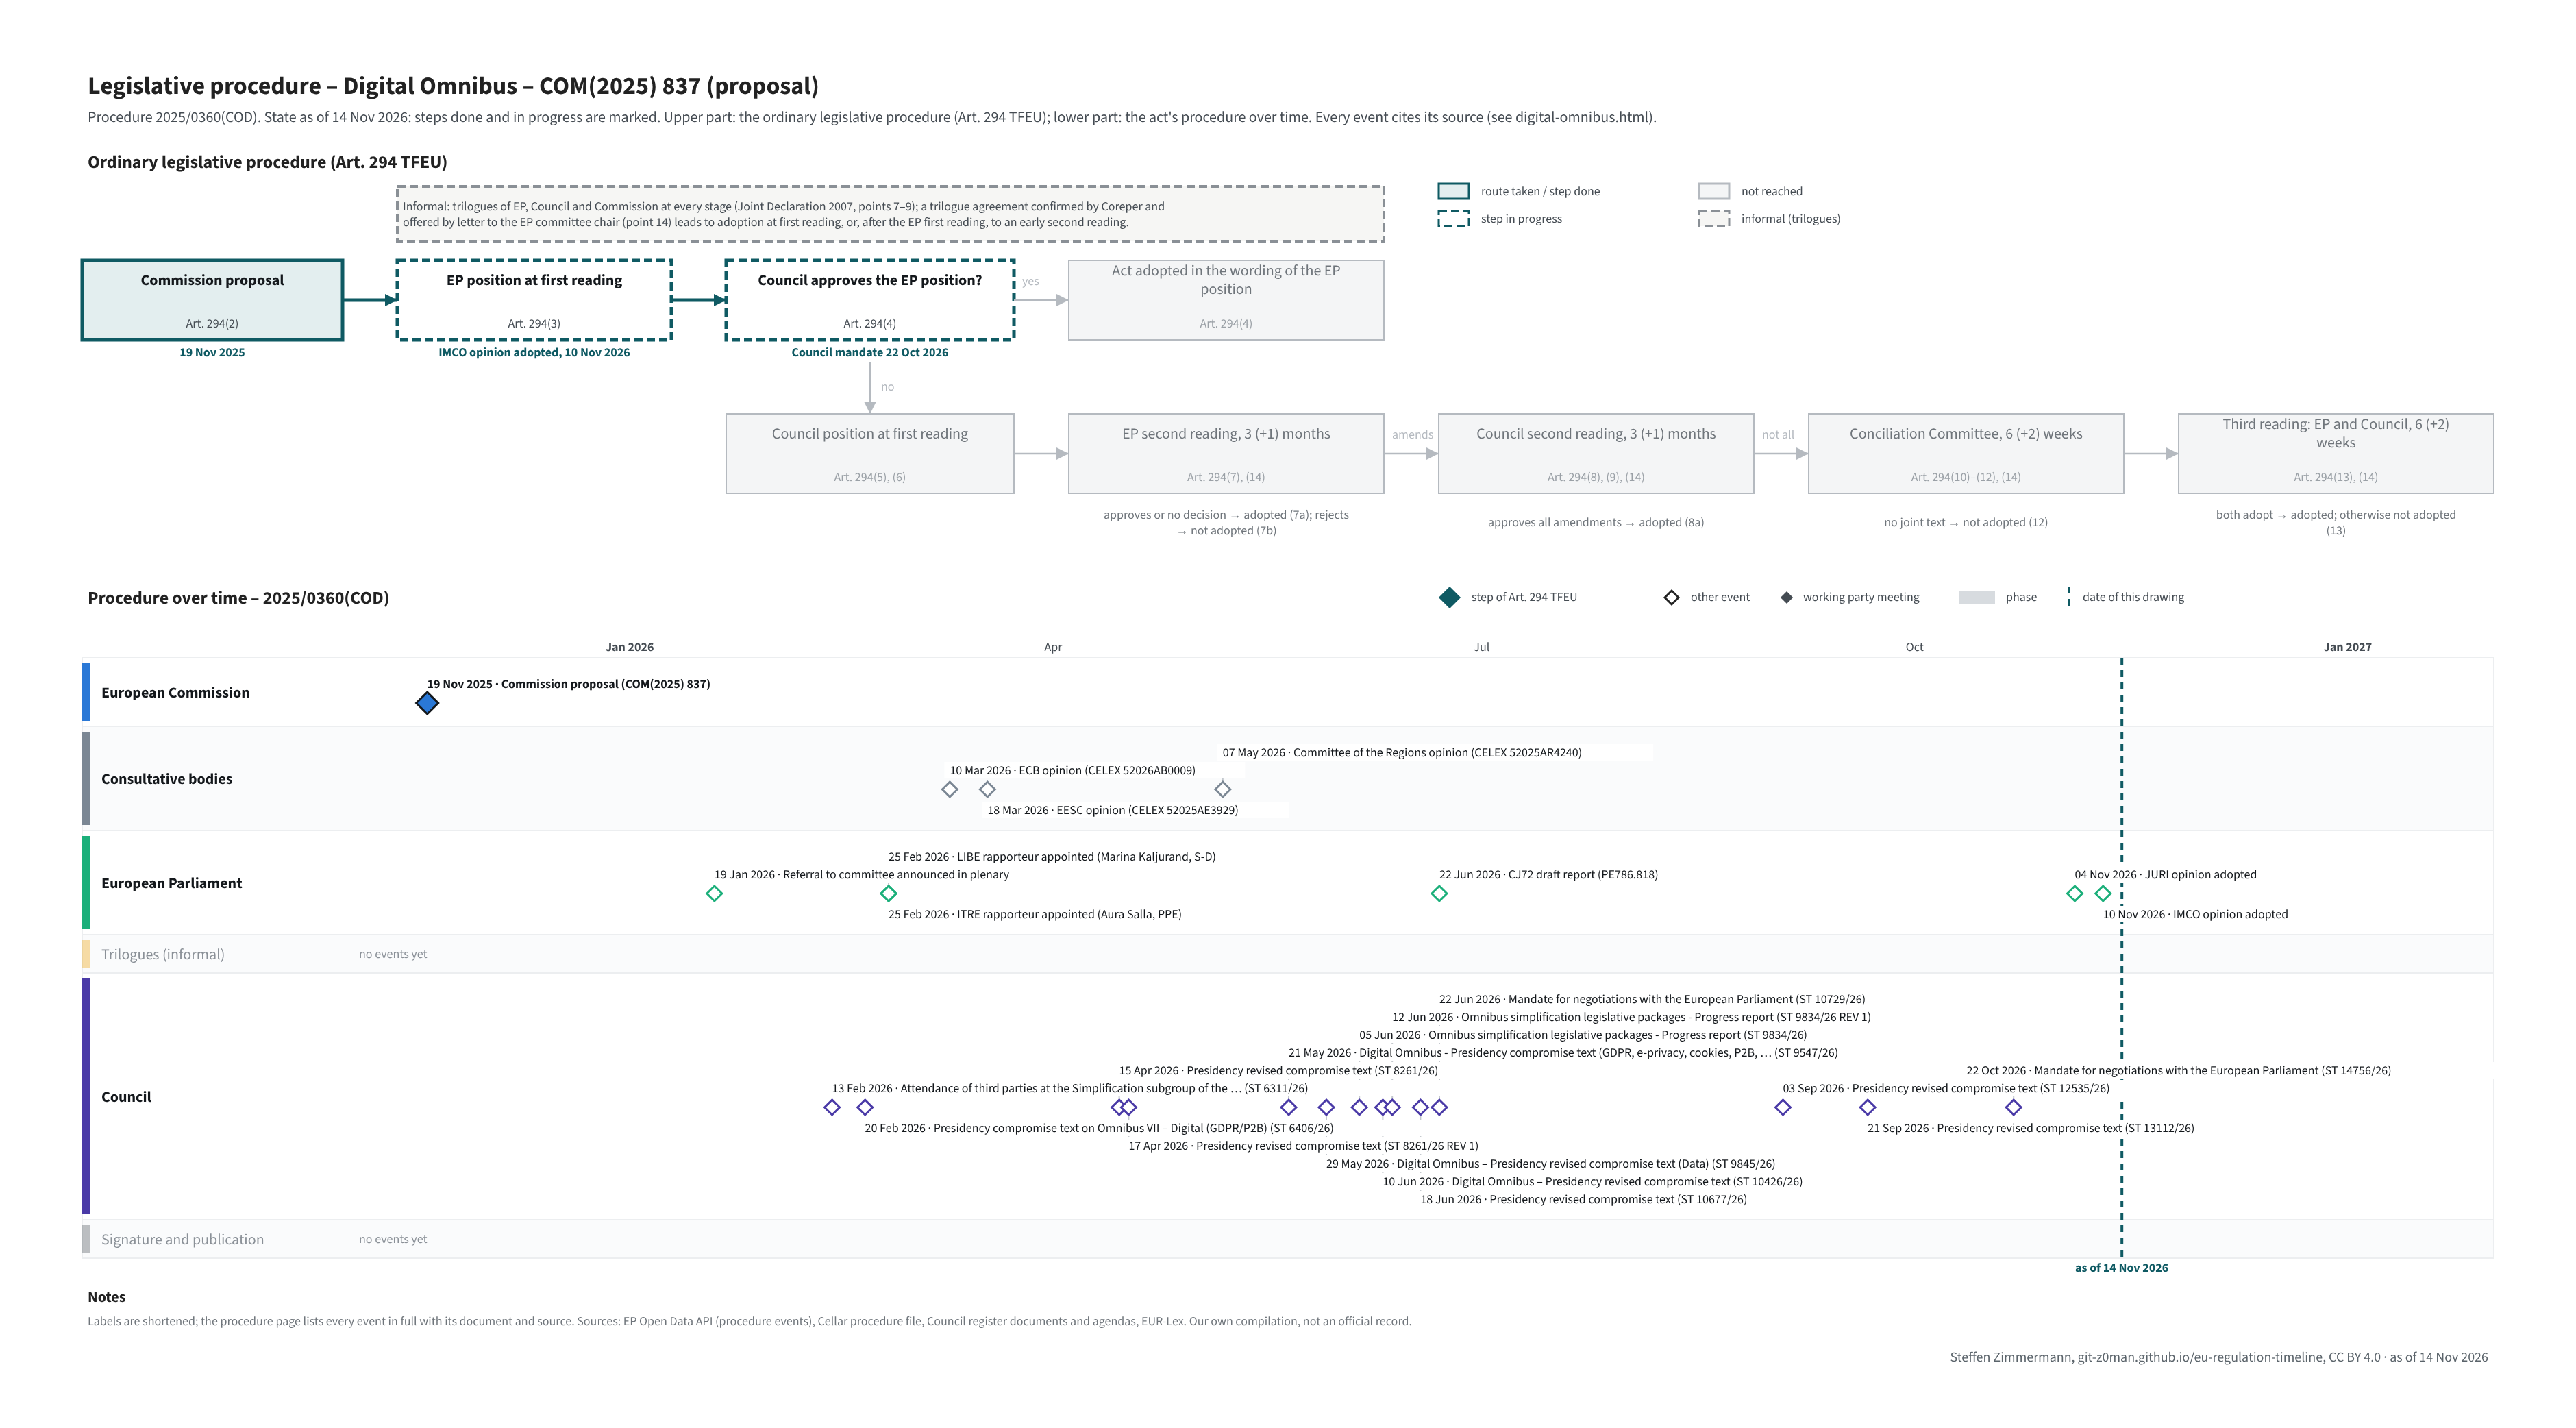 Legislative procedure – Digital Omnibus – COM(2025) 837 (proposal)
Procedure 2025/0360(COD). State as of 14 Nov 2026: steps done and in progress are marked. Upper part: the ordinary legislative procedure (Art. 294 TFEU); lower part: the act's procedure over time. Every event cites its source (see digital-omnibus.html).
Ordinary legislative procedure (Art. 294 TFEU)
Informal: trilogues of EP, Council and Commission at every stage (Joint Declaration 2007, points 7–9); a trilogue agreement confirmed by Coreper and
offered by letter to the EP committee chair (point 14) leads to adoption at first reading, or, after the EP first reading, to an early second reading.
route taken / step done
not reached
step in progress
informal (trilogues)
Commission proposal
Art. 294(2)
19 Nov 2025
EP position at first reading
Art. 294(3)
IMCO opinion adopted, 10 Nov 2026
Council approves the EP position?
Art. 294(4)
Council mandate 22 Oct 2026
yes
Act adopted in the wording of the EP
position
Art. 294(4)
no
Council position at first reading
Art. 294(5), (6)
EP second reading, 3 (+1) months
Art. 294(7), (14)
approves or no decision → adopted (7a); rejects
→ not adopted (7b)
amends
Council second reading, 3 (+1) months
Art. 294(8), (9), (14)
approves all amendments → adopted (8a)
not all
Conciliation Committee, 6 (+2) weeks
Art. 294(10)–(12), (14)
no joint text → not adopted (12)
Third reading: EP and Council, 6 (+2)
weeks
Art. 294(13), (14)
both adopt → adopted; otherwise not adopted
(13)
Procedure over time – 2025/0360(COD)
step of Art. 294 TFEU
other event
working party meeting
phase
date of this drawing
Jan 2026
Apr
Jul
Oct
Jan 2027
European Commission
19 Nov 2025 · Commission proposal (COM(2025) 837)
Consultative bodies
07 May 2026 · Committee of the Regions opinion (CELEX 52025AR4240)
10 Mar 2026 · ECB opinion (CELEX 52026AB0009)
18 Mar 2026 · EESC opinion (CELEX 52025AE3929)
European Parliament
25 Feb 2026 · LIBE rapporteur appointed (Marina Kaljurand, S-D)
19 Jan 2026 · Referral to committee announced in plenary
22 Jun 2026 · CJ72 draft report (PE786.818)
04 Nov 2026 · JURI opinion adopted
25 Feb 2026 · ITRE rapporteur appointed (Aura Salla, PPE)
10 Nov 2026 · IMCO opinion adopted
Trilogues (informal)
no events yet
Council
22 Jun 2026 · Mandate for negotiations with the European Parliament (ST 10729/26)
12 Jun 2026 · Omnibus simplification legislative packages - Progress report (ST 9834/26 REV 1)
05 Jun 2026 · Omnibus simplification legislative packages - Progress report (ST 9834/26)
21 May 2026 · Digital Omnibus - Presidency compromise text (GDPR, e-privacy, cookies, P2B, … (ST 9547/26)
15 Apr 2026 · Presidency revised compromise text (ST 8261/26)
22 Oct 2026 · Mandate for negotiations with the European Parliament (ST 14756/26)
13 Feb 2026 · Attendance of third parties at the Simplification subgroup of the … (ST 6311/26)
03 Sep 2026 · Presidency revised compromise text (ST 12535/26)
20 Feb 2026 · Presidency compromise text on Omnibus VII – Digital (GDPR/P2B) (ST 6406/26)
21 Sep 2026 · Presidency revised compromise text (ST 13112/26)
17 Apr 2026 · Presidency revised compromise text (ST 8261/26 REV 1)
29 May 2026 · Digital Omnibus – Presidency revised compromise text (Data) (ST 9845/26)
10 Jun 2026 · Digital Omnibus – Presidency revised compromise text (ST 10426/26)
18 Jun 2026 · Presidency revised compromise text (ST 10677/26)
Signature and publication
no events yet
as of 14 Nov 2026
Notes
Labels are shortened; the procedure page lists every event in full with its document and source. Sources: EP Open Data API (procedure events), Cellar procedure file, Council register documents and agendas, EUR-Lex. Our own compilation, not an official record.
Steffen Zimmermann, git-z0man.github.io/eu-regulation-timeline, CC BY 4.0 · as of 14 Nov 2026